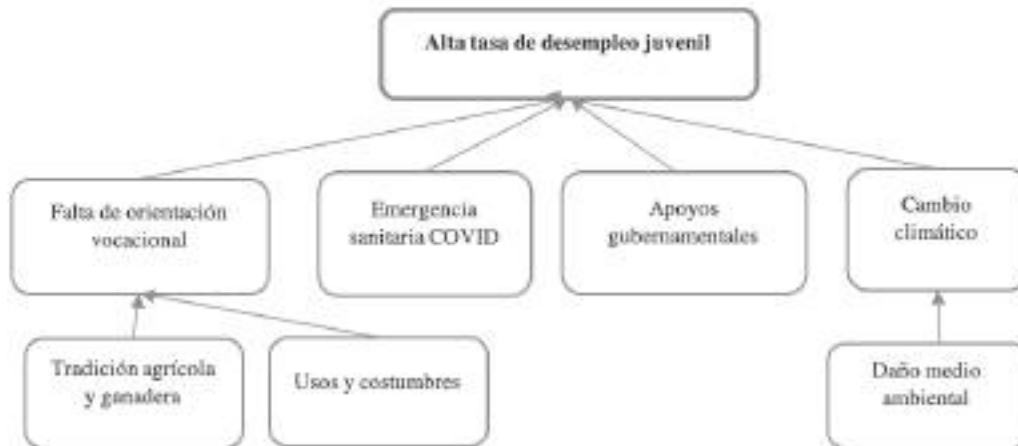 Alta tasa de desempleo juvenil
Falta de orientación
vocacional
Emergencia
sanitaria COVID
Apoyos
gubernamentales
Cambio
climático
Tradición agrícola
y ganadera
Usos y costumbres
Daño medio
ambiental